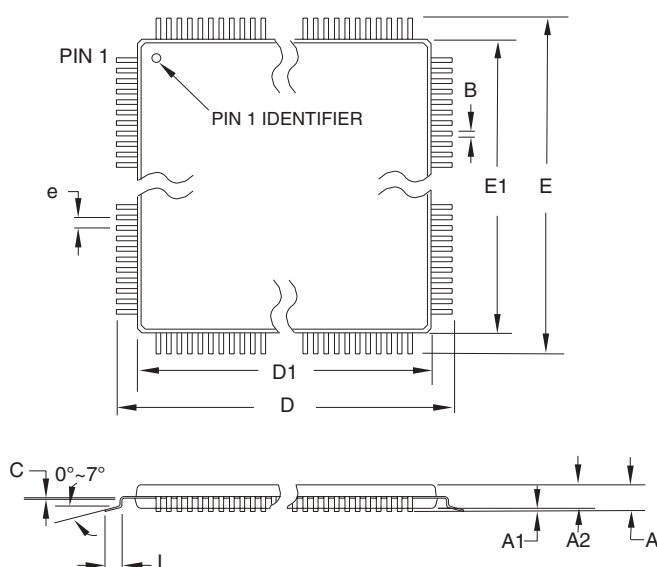 PIN 1
PIN 1 IDENTIFIER
B
e
E1
E
D1
D
C
0°~7°
L
A1
A2
A